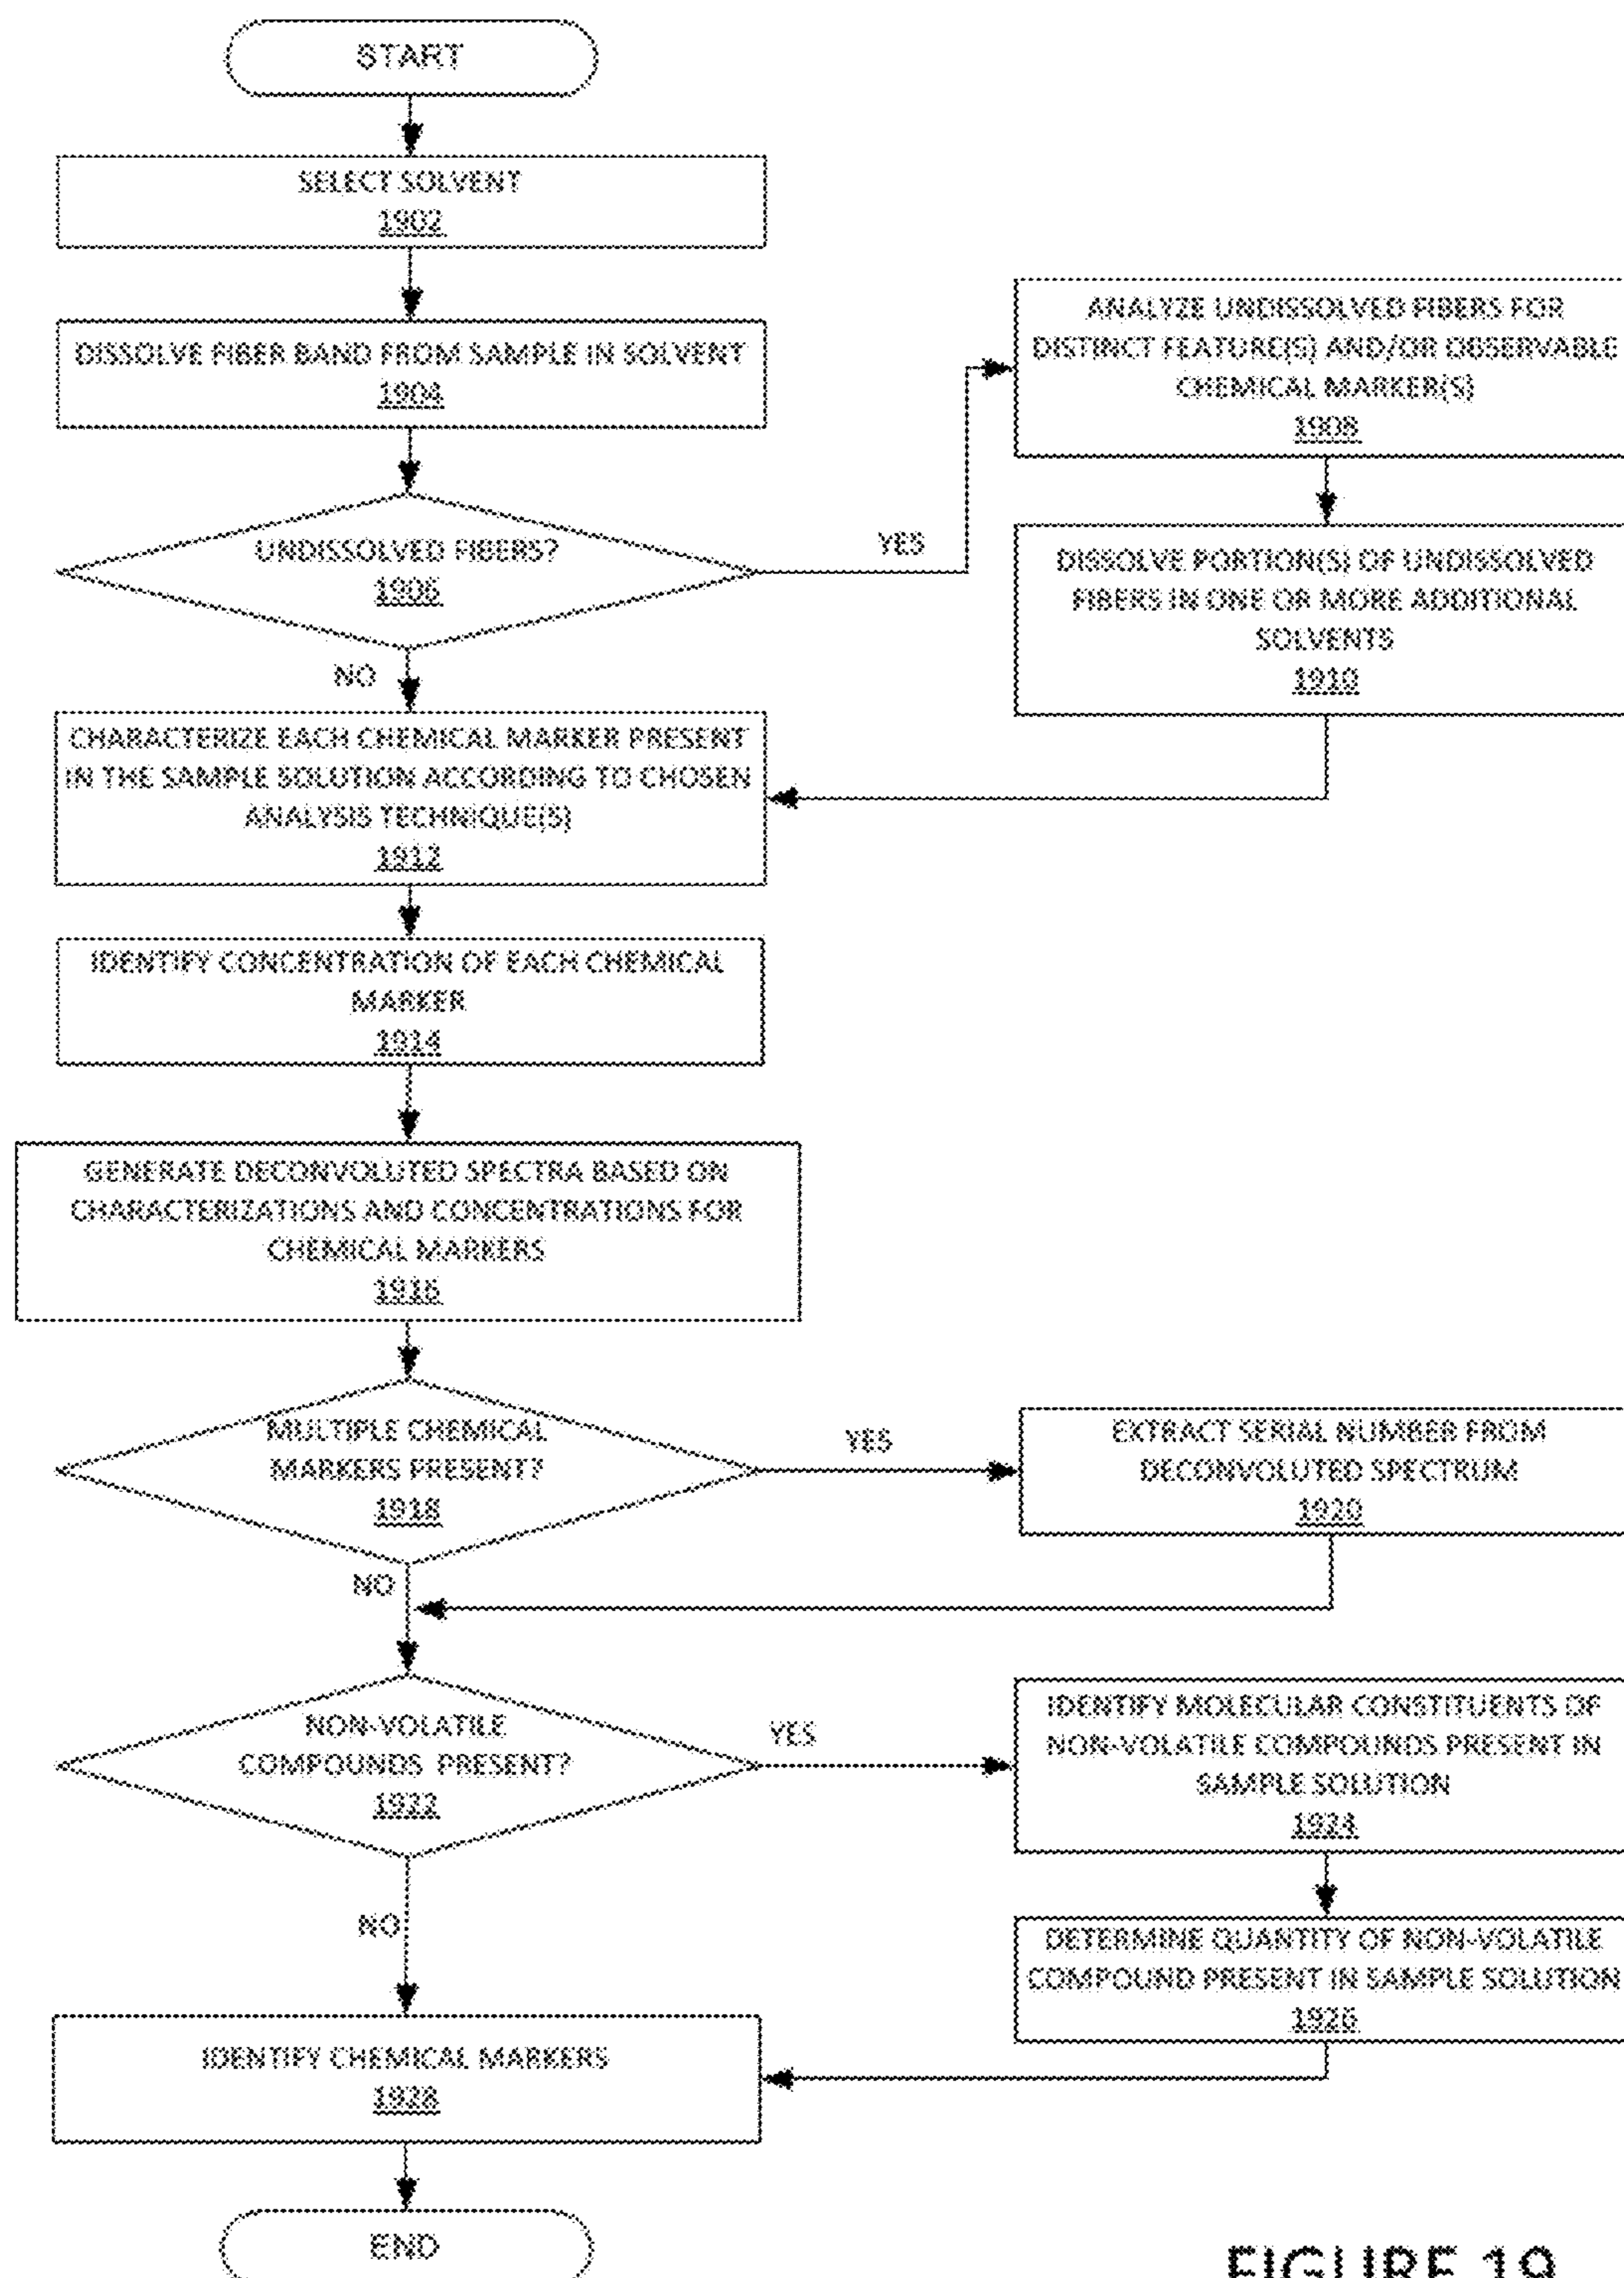 START
SELECT SOLVENT
1902
DISSOLVE FIBER BAND FROM SAMPLE IN SOLVENT
1904
UNDISSOLVED FIBERS?
1906
YES
ANALYZE UNDISSOLVED FIBERS FOR
DISTINCT FEATURE(S) AND/OR OBSERVABLE
CHEMICAL MARKER(S)
1908
DISSOLVE PORTION(S) OF UNDISSOLVED
FIBERS IN ONE OR MORE ADDITIONAL
SOLVENTS
1910
NO
CHARACTERIZE EACH CHEMICAL MARKER PRESENT
IN THE SAMPLE SOLUTION ACCORDING TO CHOSEN
ANALYSIS TECHNIQUE(S)
1912
IDENTIFY CONCENTRATION OF EACH CHEMICAL
MARKER
1914
GENERATE DECONVOLUTED SPECTRA BASED ON
CHARACTERIZATIONS AND CONCENTRATIONS FOR
CHEMICAL MARKERS
1916
MULTIPLE CHEMICAL
MARKERS PRESENT?
1918
YES
EXTRACT SERIAL NUMBER FROM
DECONVOLUTED SPECTRUM
1920
NO
NON-VOLATILE
COMPOUNDS PRESENT?
1922
YES
IDENTIFY MOLECULAR CONSTITUENTS OF
NON-VOLATILE COMPOUNDS PRESENT IN
SAMPLE SOLUTION
1924
DETERMINE QUANTITY OF NON-VOLATILE
COMPOUND PRESENT IN SAMPLE SOLUTION
1926
NO
IDENTIFY CHEMICAL MARKERS
1928
END
FIGURE 19